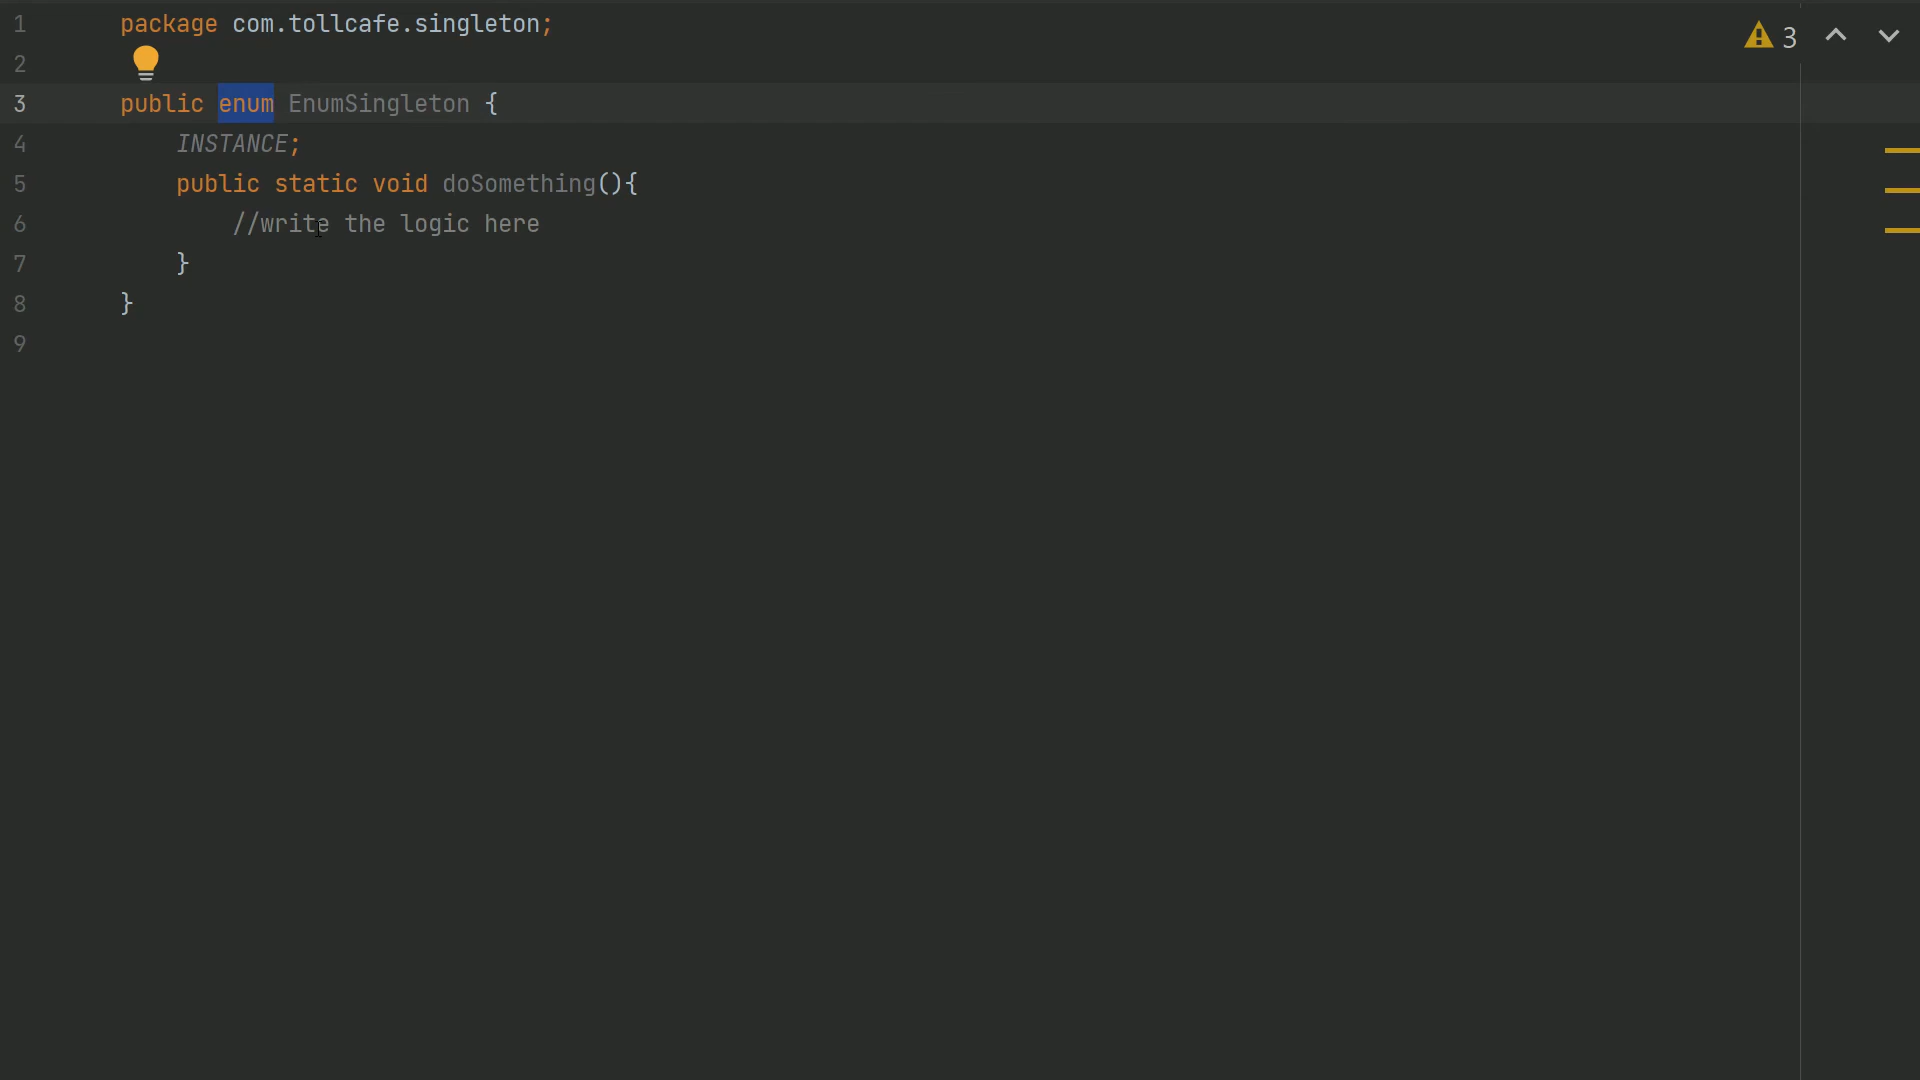 1 package com.tollcafe.singleton;
3
2
3 public enum EnumSingleton {
4 INSTANCE;
5 public static void doSomething(){
6 //write the logic here
7 }
8 }
9